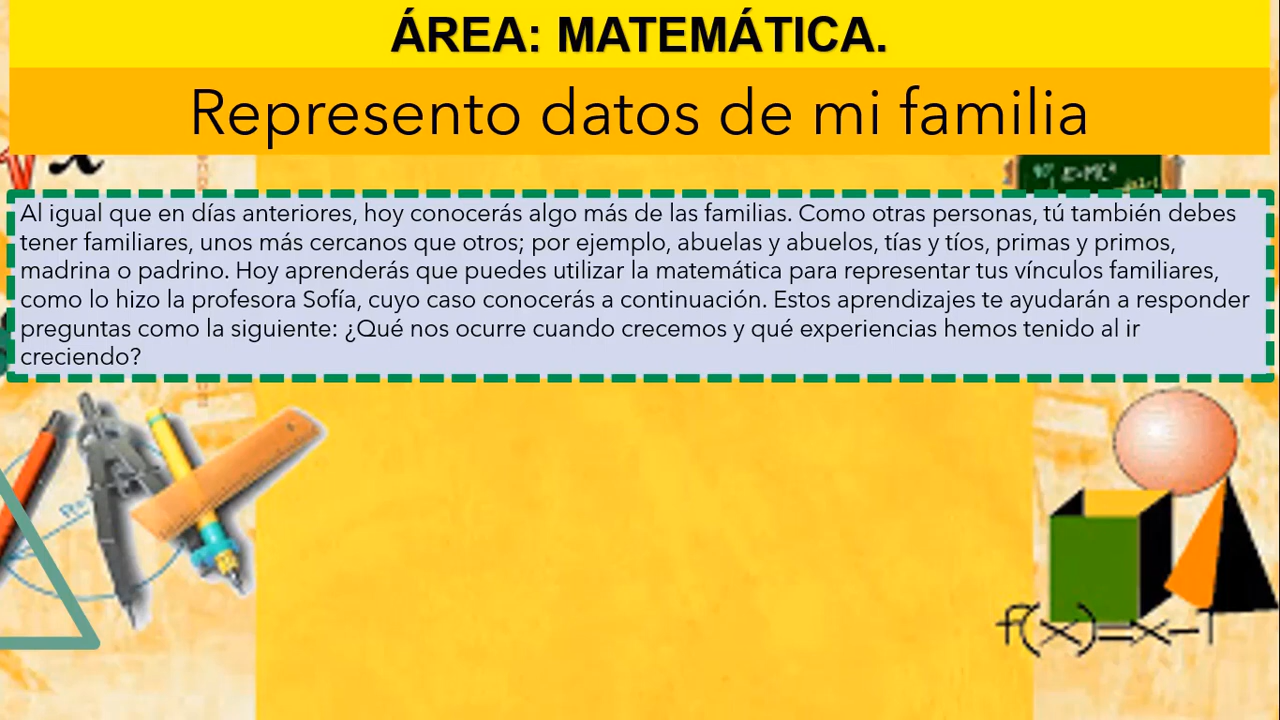 ÁREA: MATEMÁTICA.
Represento datos de mi familia
Al igual que en días anteriores, hoy conocerás algo más de las familias. Como otras personas, tú también debes
tener familiares, unos más cercanos que otros; por ejemplo, abuelas y abuelos, tías y tíos, primas y primos,
madrina o padrino. Hoy aprenderás que puedes utilizar la matemática para representar tus vínculos familiares,
como lo hizo la profesora Sofía, cuyo caso conocerás a continuación. Estos aprendizajes te ayudarán a responder
preguntas como la siguiente: ¿Qué nos ocurre cuando crecemos y qué experiencias hemos tenido al ir
creciendo?
f(x)=x-1